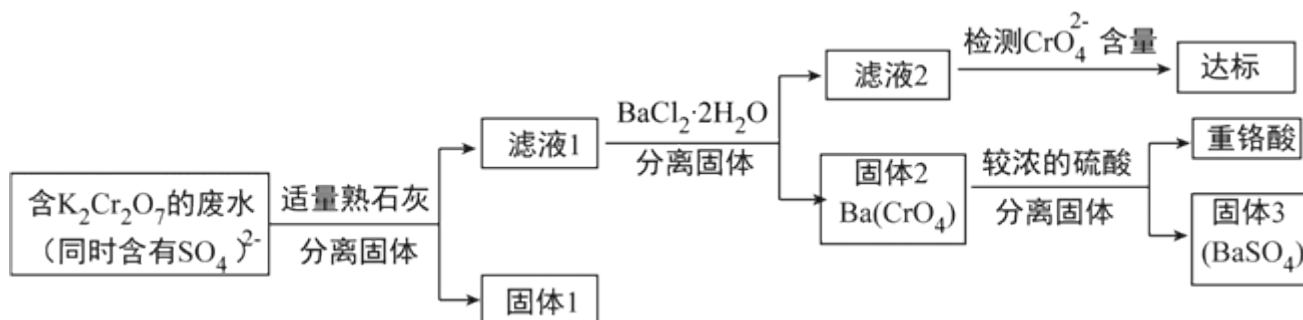 含K₂Cr₂O₇的废水
(同时含有SO₄)²⁻
适量熟石灰
分离固体
滤液1
固体1
BaCl₂·2H₂O
分离固体
滤液2
检测CrO₄²⁻ 含量
达标
固体2
Ba(CrO₄)
较浓的硫酸
分离固体
重铬酸
固体3
(BaSO₄)